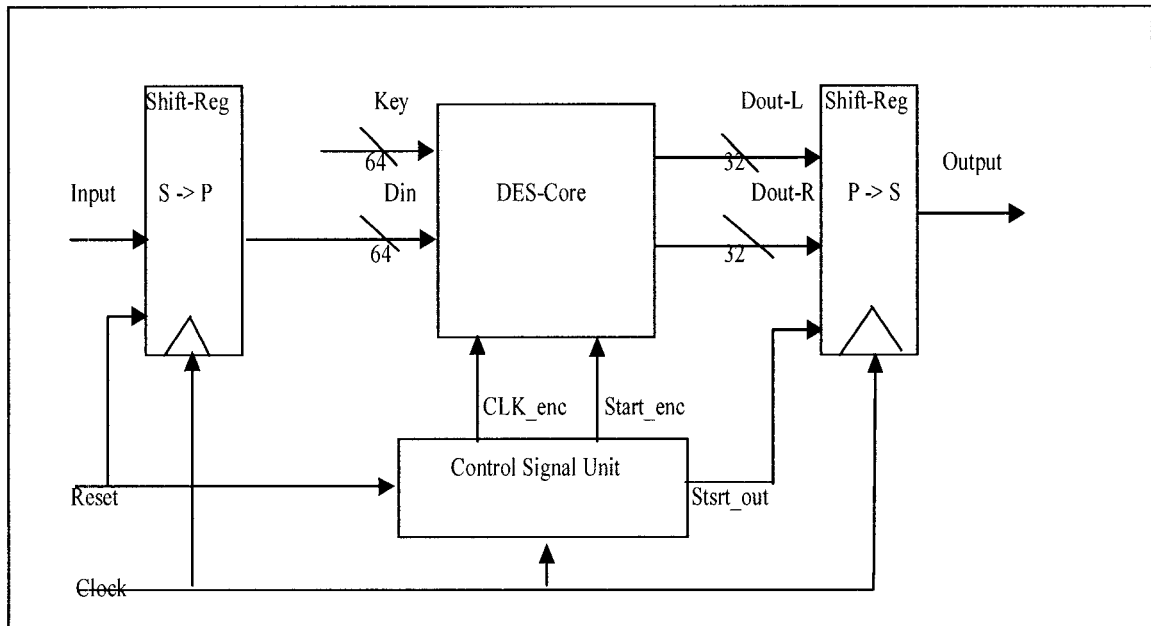 Shift-Reg
Key
Dout-L
Shift-Reg
64
32
Output
Input
S -> P
Din
DES-Core
Dout-R
P -> S
64
32
CLK_enc
Start_enc
Control Signal Unit
Reset
Stsrt_out
Clock